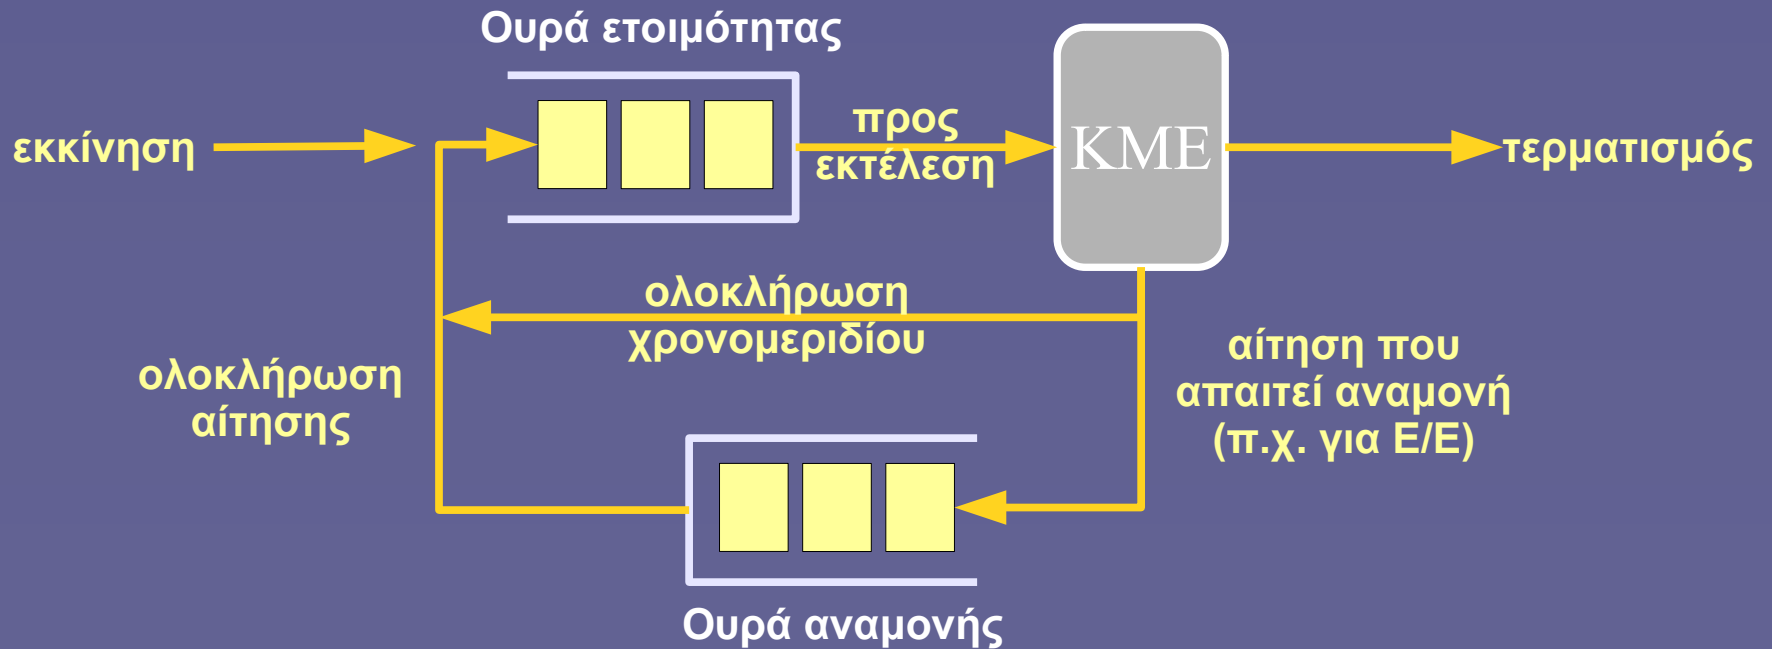 Ουρά ετοιμότητας
εκκίνηση
προς
εκτέλεση
ΚΜΕ
τερματισμός
ολοκλήρωση
χρονομεριδίου
ολοκλήρωση
αίτησης
αίτηση που
απαιτεί αναμονή
(π.χ. για Ε/Ε)
Ουρά αναμονής